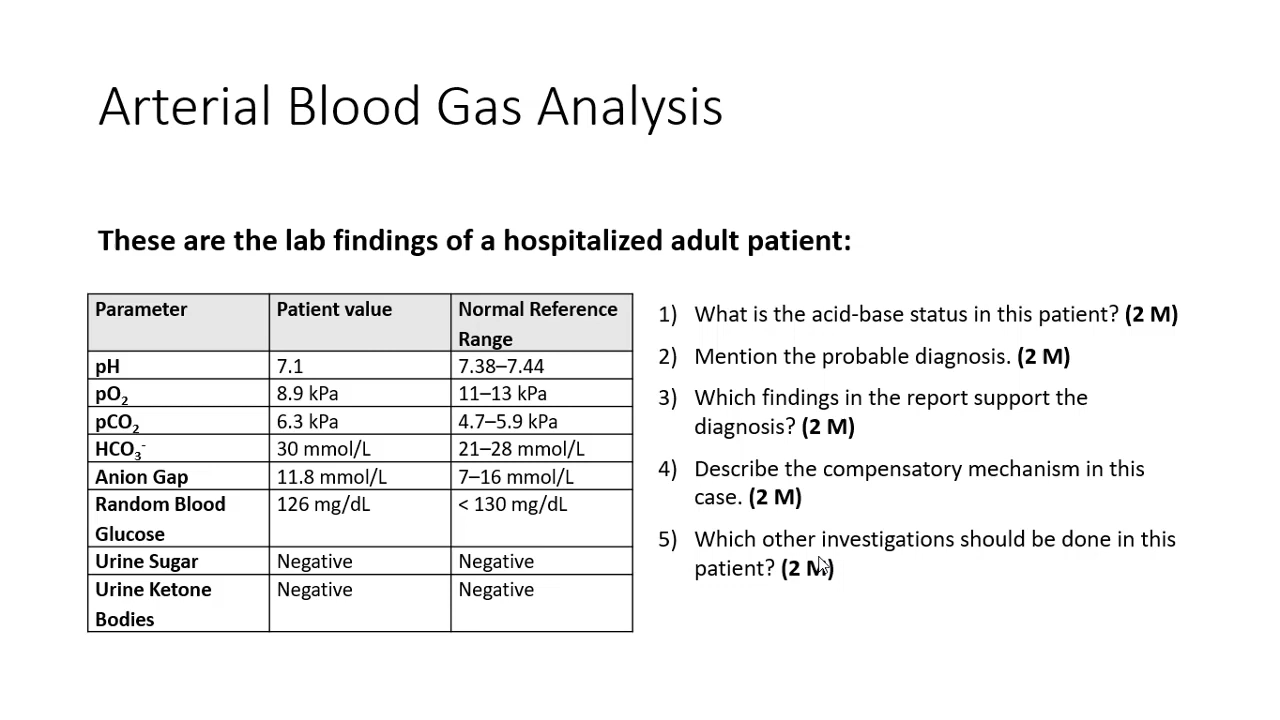 Arterial Blood Gas Analysis
These are the lab findings of a hospitalized adult patient:
Parameter Patient value Normal Reference
Range
pH 7.1 7.38–7.44
pO₂ 8.9 kPa 11–13 kPa
pCO₂ 6.3 kPa 4.7–5.9 kPa
HCO₃⁻ 30 mmol/L 21–28 mmol/L
Anion Gap 11.8 mmol/L 7–16 mmol/L
Random Blood 126 mg/dL < 130 mg/dL
Glucose
Urine Sugar Negative Negative
Urine Ketone Negative Negative
Bodies
1) What is the acid-base status in this patient? (2 M)
2) Mention the probable diagnosis. (2 M)
3) Which findings in the report support the
diagnosis? (2 M)
4) Describe the compensatory mechanism in this
case. (2 M)
5) Which other investigations should be done in this
patient? (2 M)